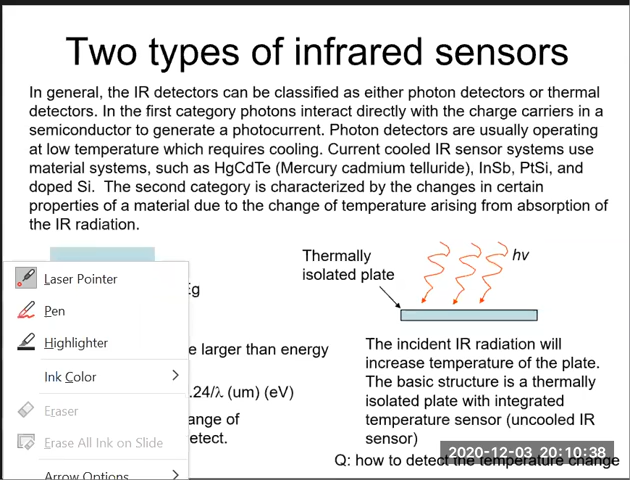 Two types of infrared sensors
In general, the IR detectors can be classified as either photon detectors or thermal
detectors. In the first category photons interact directly with the charge carriers in a
semiconductor to generate a photocurrent. Photon detectors are usually operating
at low temperature which requires cooling. Current cooled IR sensor systems use
material systems, such as HgCdTe (Mercury cadmium telluride), InSb, PtSi, and
doped Si.  The second category is characterized by the changes in certain
properties of a material due to the change of temperature arising from absorption of
the IR radiation.
Laser Pointer
Pen
Highlighter
Ink Color
Eraser
Erase All Ink on Slide
Arrow Options
Eg
e larger than energy
.24/λ (um) (eV)
ange of
etect.
Thermally
isolated plate
hv
The incident IR radiation will
increase temperature of the plate.
The basic structure is a thermally
isolated plate with integrated
temperature sensor (uncooled IR
sensor)
2020-12-03 20:10:38
Q: how to detect the temperature change